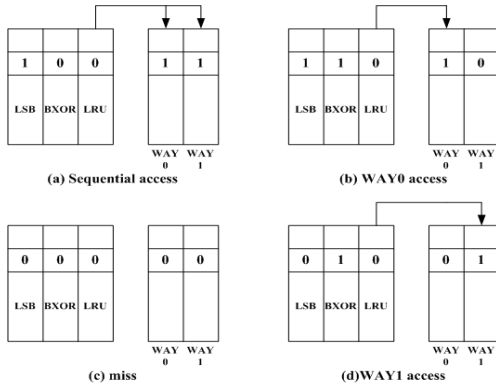 1 0 0 1 1
LSB BXOR LRU
WAY WAY
0 1
(a) Sequential access
1 1 0 1 0
LSB BXOR LRU
WAY WAY
0 1
(b) WAY0 access
0 0 0 0 0
LSB BXOR LRU
WAY WAY
0 1
(c) miss
0 1 0 0 1
LSB BXOR LRU
WAY WAY
0 1
(d)WAY1 access